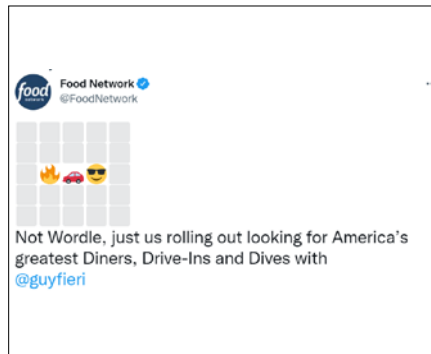 food
network
Food Network
@FoodNetwork
Not Wordle, just us rolling out looking for America's
greatest Diners, Drive-Ins and Dives with
@guyfieri